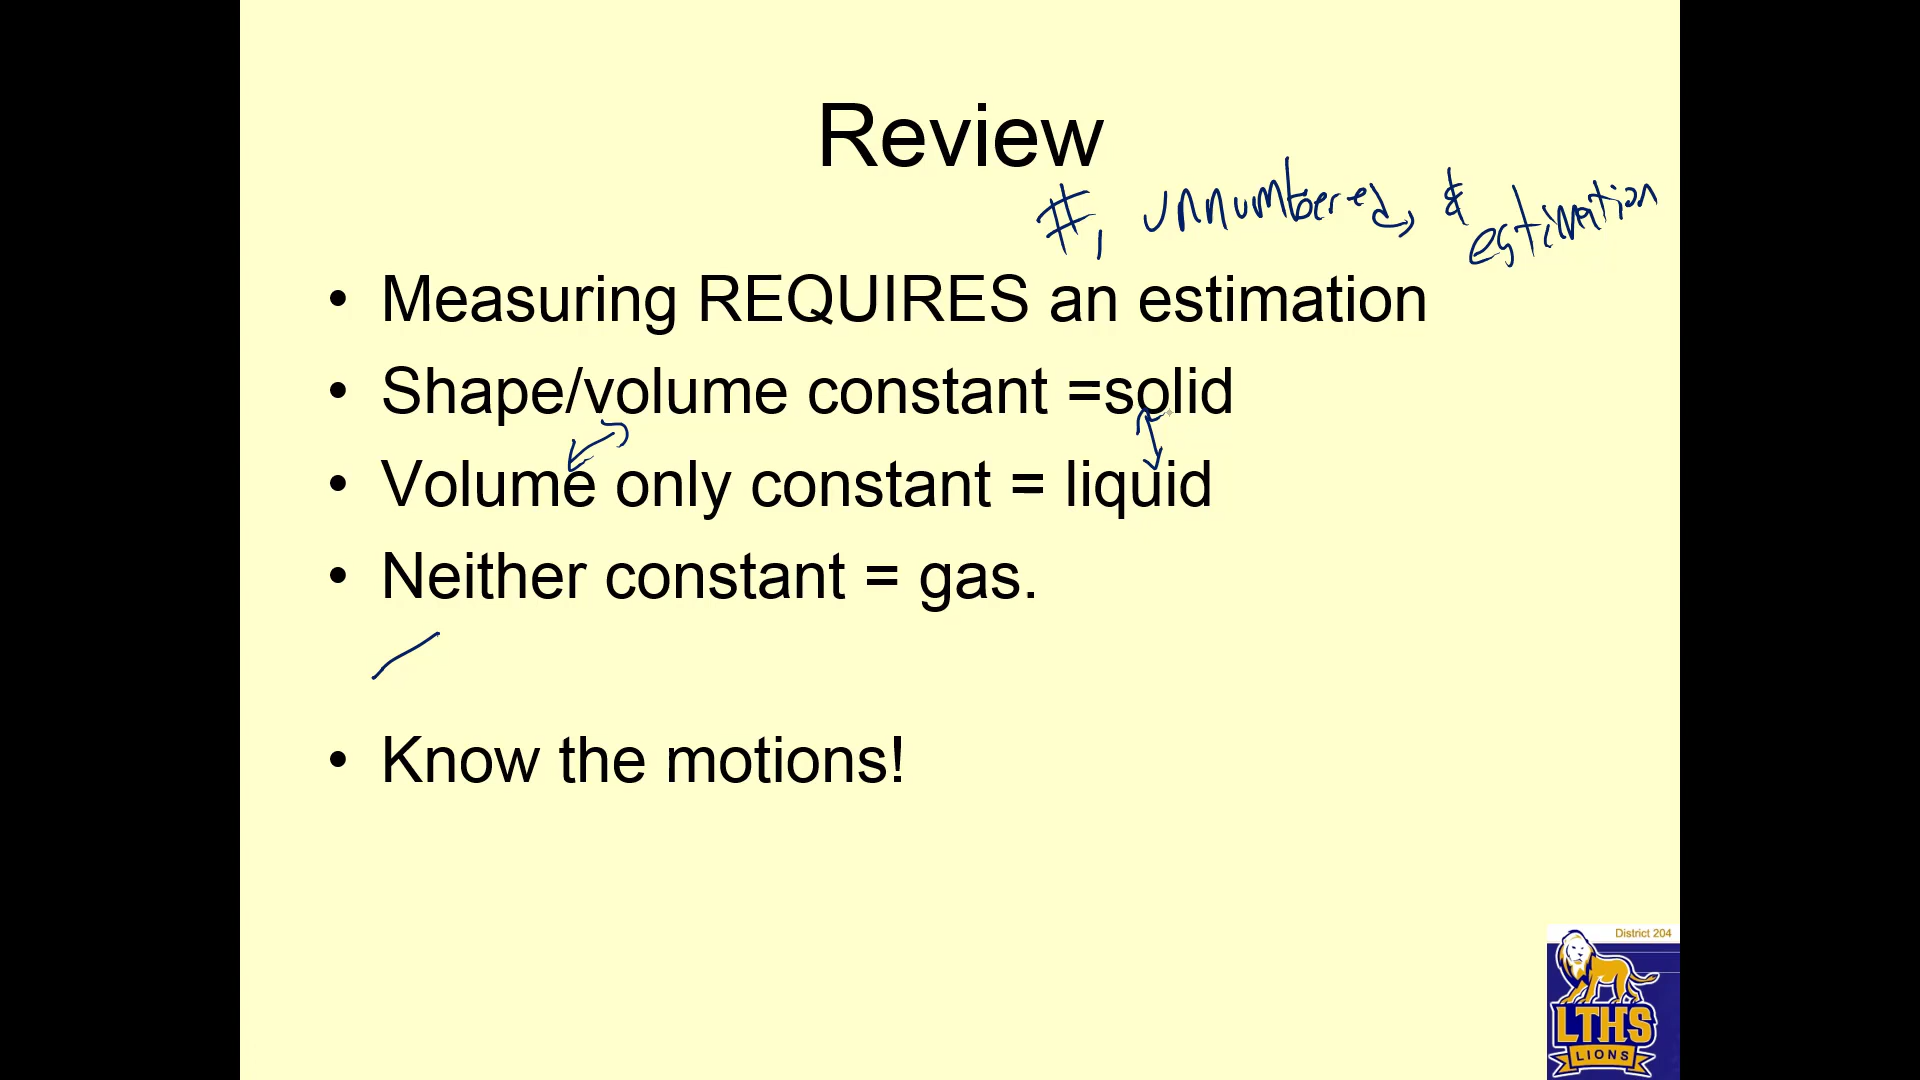 Review
#, unnumbered, & estimation
• Measuring REQUIRES an estimation
• Shape/volume constant =solid
• Volume only constant = liquid
• Neither constant = gas.
• Know the motions!
District 204
LTHS
LIONS